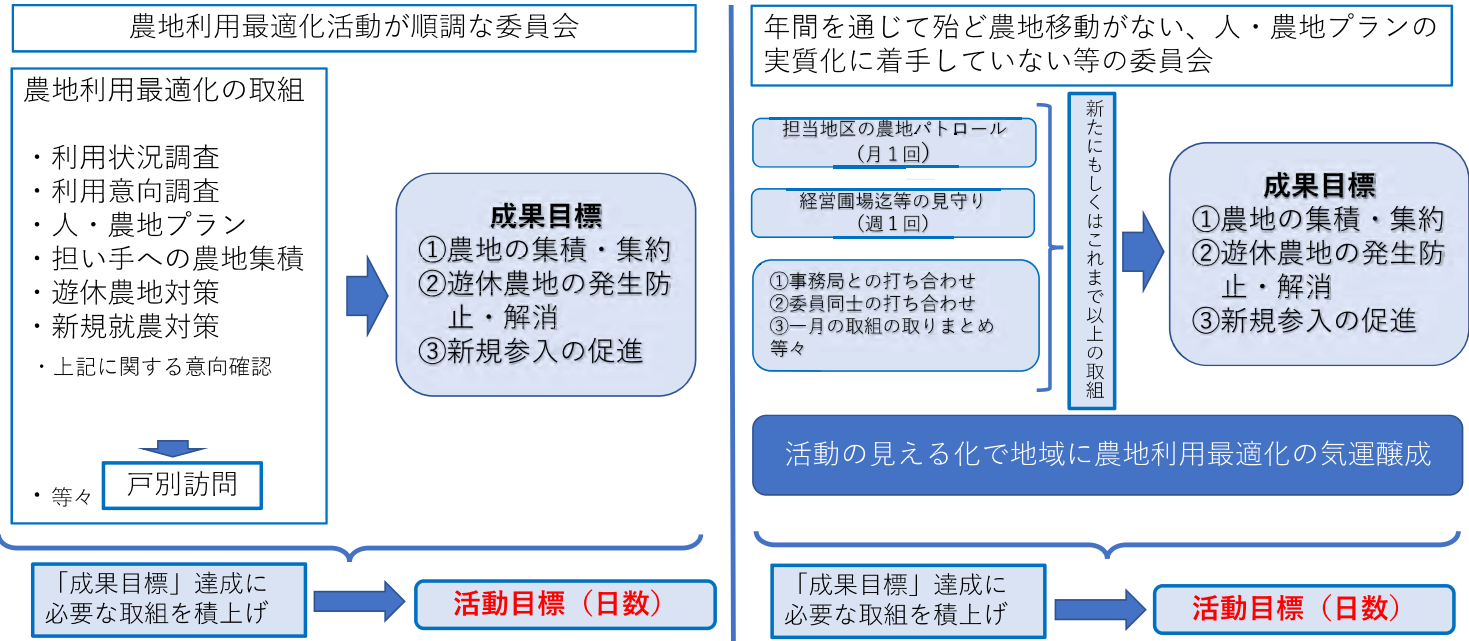 農地利用最適化活動が順調な委員会
農地利用最適化の取組
・利用状況調査
・利用意向調査
・人・農地プラン
・担い手への農地集積
・遊休農地対策
・新規就農対策
・上記に関する意向確認
戸別訪問
・等々
成果目標
①農地の集積・集約
②遊休農地の発生防
止・解消
③新規参入の促進
「成果目標」達成に
必要な取組を積上げ
活動目標（日数）
年間を通じて殆ど農地移動がない、人・農地プランの
実質化に着手していない等の委員会
担当地区の農地パトロール
(月１回)
経営圃場迄等の見守り
(週１回)
①事務局との打ち合わせ
②委員同士の打ち合わせ
③一月の取組の取りまとめ
等々
新たにもしくはこれまで以上の取組
成果目標
①農地の集積・集約
②遊休農地の発生防
止・解消
③新規参入の促進
活動の見える化で地域に農地利用最適化の気運醸成
「成果目標」達成に
必要な取組を積上げ
活動目標（日数）